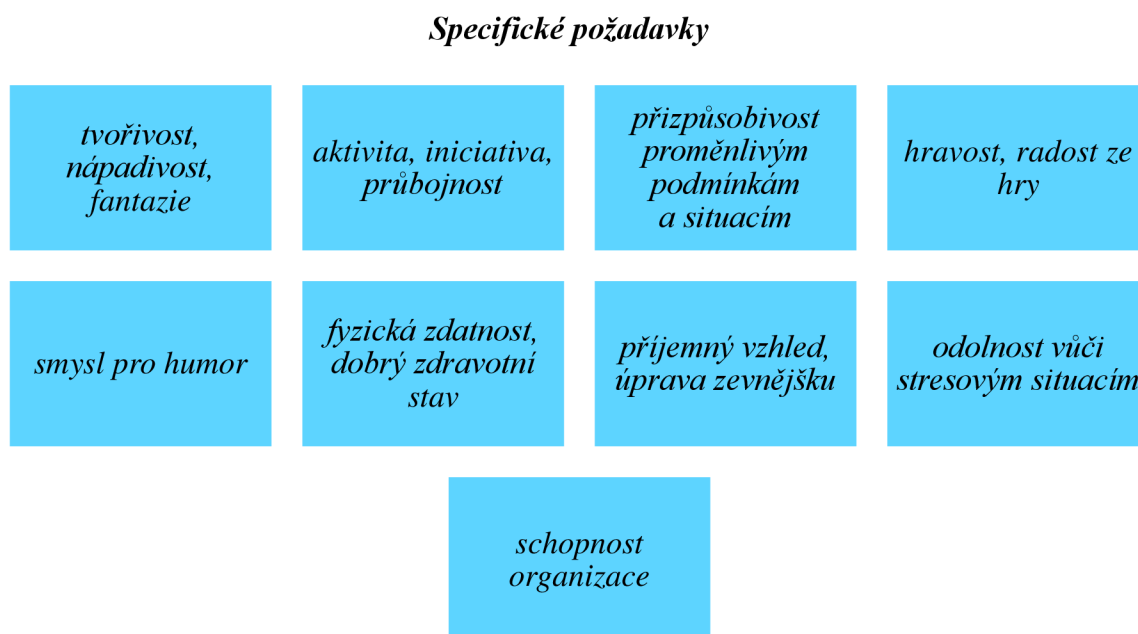 Specifické požadavky
tvořivost,
nápadivost,
fantazie
aktivita, iniciativa,
průbojnost
přizpůsobivost
proměnlivým
podmínkám
a situacím
hravost, radost ze
hry
smysl pro humor
fyzická zdatnost,
dobrý zdravotní
stav
příjemný vzhled,
úprava zevnějšku
odolnost vůči
stresovým situacím
schopnost
organizace